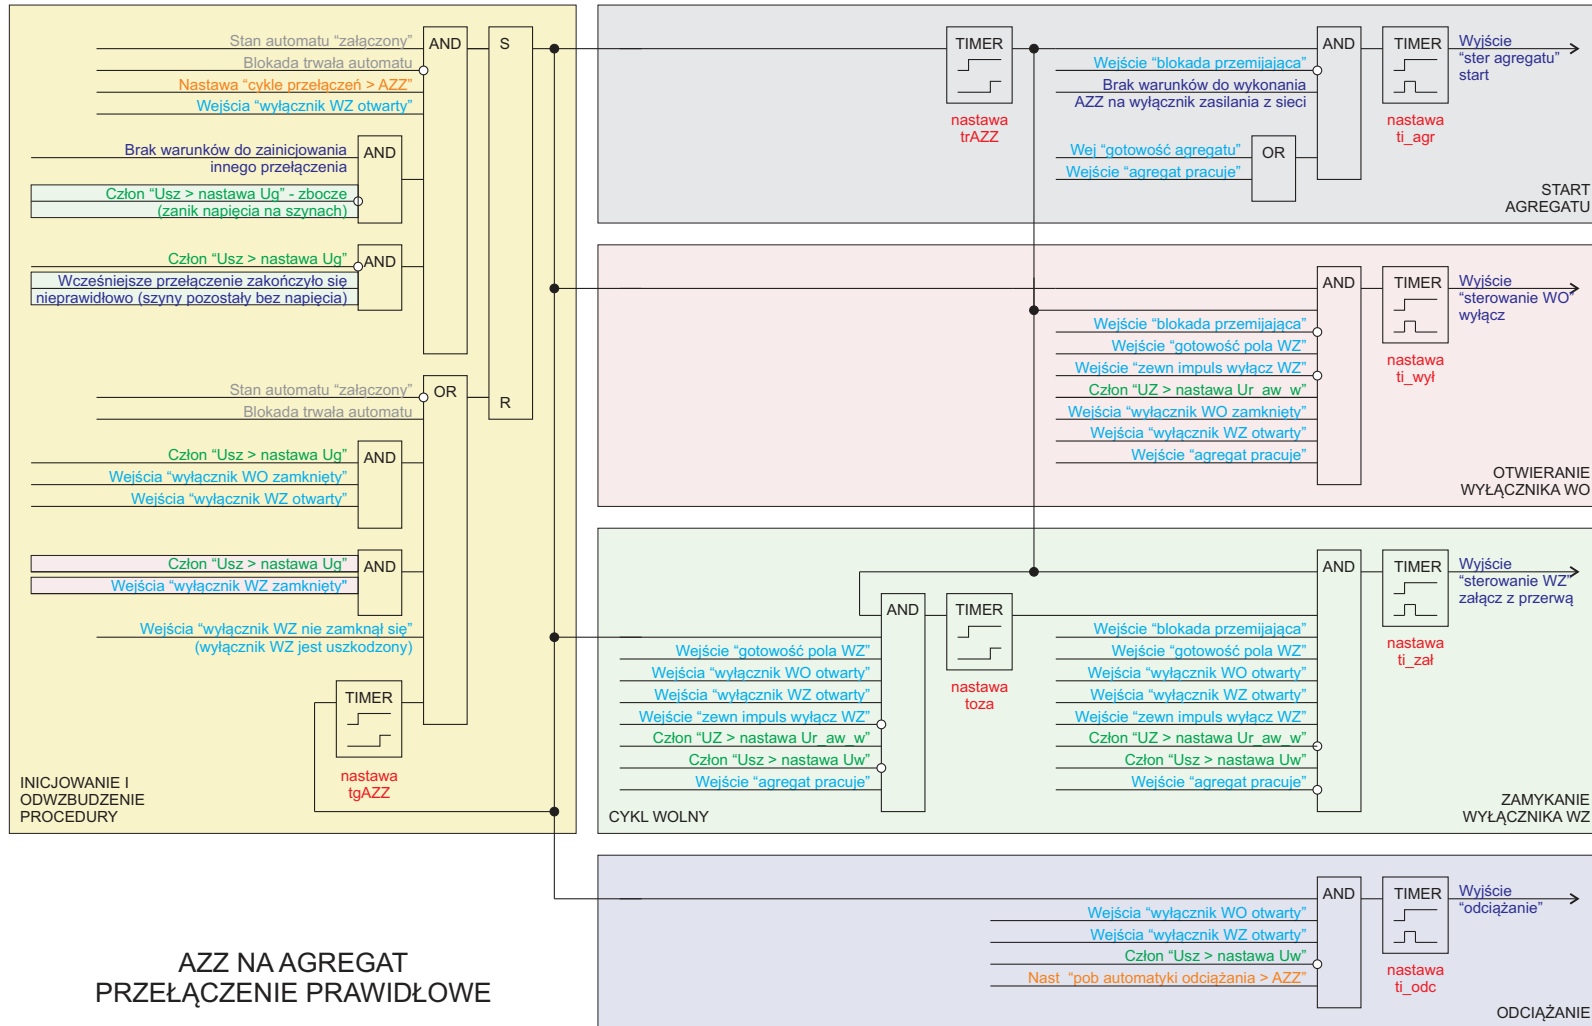 Stan automatu “załączony”
Blokada trwała automatu
Nastawa “cykle przełączeń > AZZ”
Wejścia “wyłącznik WZ otwarty”
AND
S
Brak warunków do zainicjowania
innego przełączenia
AND
Człon “Usz > nastawa Ug” - zbocze
(zanik napięcia na szynach)
Człon “Usz > nastawa Ug”
AND
Wcześniejsze przełączenie zakończyło się
nieprawidłowo (szyny pozostały bez napięcia)
Stan automatu “załączony”
OR
R
Blokada trwała automatu
Człon “Usz > nastawa Ug”
AND
Wejścia “wyłącznik WO zamknięty”
Wejścia “wyłącznik WZ otwarty”
Człon “Usz > nastawa Ug”
AND
Wejścia “wyłącznik WZ zamknięty”
Wejścia “wyłącznik WZ nie zamknął się”
(wyłącznik WZ jest uszkodzony)
TIMER
nastawa
tgAZZ
INICJOWANIE I
ODWZBUDZENIE
PROCEDURY
TIMER
nastawa
trAZZ
Wejście “blokada przemijająca”
Brak warunków do wykonania
AZZ na wyłącznik zasilania z sieci
Wej “gotowość agregatu”
Wejście “agregat pracuje”
OR
AND
TIMER
nastawa
ti_agr
Wyjście
“ster agregatu”
start
START
AGREGATU
AND
TIMER
nastawa
ti_wył
Wyjście
“sterowanie WO”
wyłącz
Wejście “blokada przemijająca”
Wejście “gotowość pola WZ”
Wejście “zewn impuls wyłącz WZ”
Człon “UZ > nastawa Ur_aw_w”
Wejścia “wyłącznik WO zamknięty”
Wejścia “wyłącznik WZ otwarty”
Wejście “agregat pracuje”
OTWIERANIE
WYŁĄCZNIKA WO
AND
TIMER
nastawa
toza
Wejście “gotowość pola WZ”
Wejścia “wyłącznik WO otwarty”
Wejścia “wyłącznik WZ otwarty”
Wejście “zewn impuls wyłącz WZ”
Człon “UZ > nastawa Ur_aw_w”
Człon “Usz > nastawa Uw”
Wejście “agregat pracuje”
CYKL WOLNY
AND
TIMER
nastawa
ti_zał
Wyjście
“sterowanie WZ”
załącz z przerwą
Wejście “blokada przemijająca”
Wejście “gotowość pola WZ”
Wejścia “wyłącznik WO otwarty”
Wejścia “wyłącznik WZ otwarty”
Wejście “zewn impuls wyłącz WZ”
Człon “UZ > nastawa Ur_aw_w”
Człon “Usz > nastawa Uw”
Wejście “agregat pracuje”
ZAMYKANIE
WYŁĄCZNIKA WZ
AND
TIMER
nastawa
ti_odc
Wyjście
“odciążanie”
Wejścia “wyłącznik WO otwarty”
Wejścia “wyłącznik WZ otwarty”
Człon “Usz > nastawa Uw”
Nast “pob automatyki odciążania > AZZ”
ODCIĄŻANIE
AZZ NA AGREGAT
PRZEŁĄCZENIE PRAWIDŁOWE